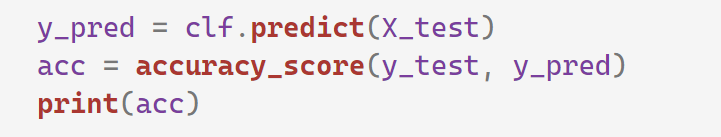 y_pred = clf.predict(X_test)
acc = accuracy_score(y_test, y_pred)
print(acc)